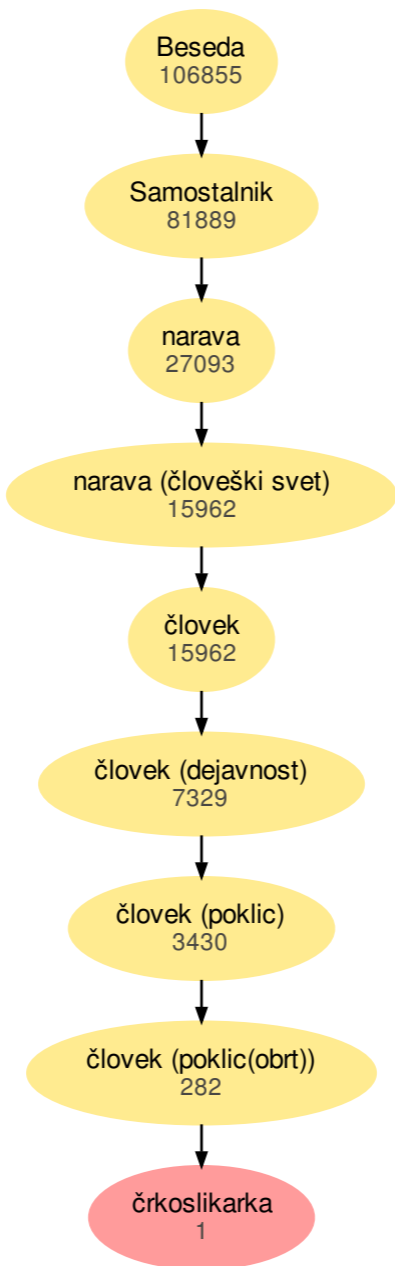 Beseda
106855
Samostalnik
81889
narava
27093
narava (človeški svet)
15962
človek
15962
človek (dejavnost)
7329
človek (poklic)
3430
človek (poklic(obrt))
282
črkoslikarka
1